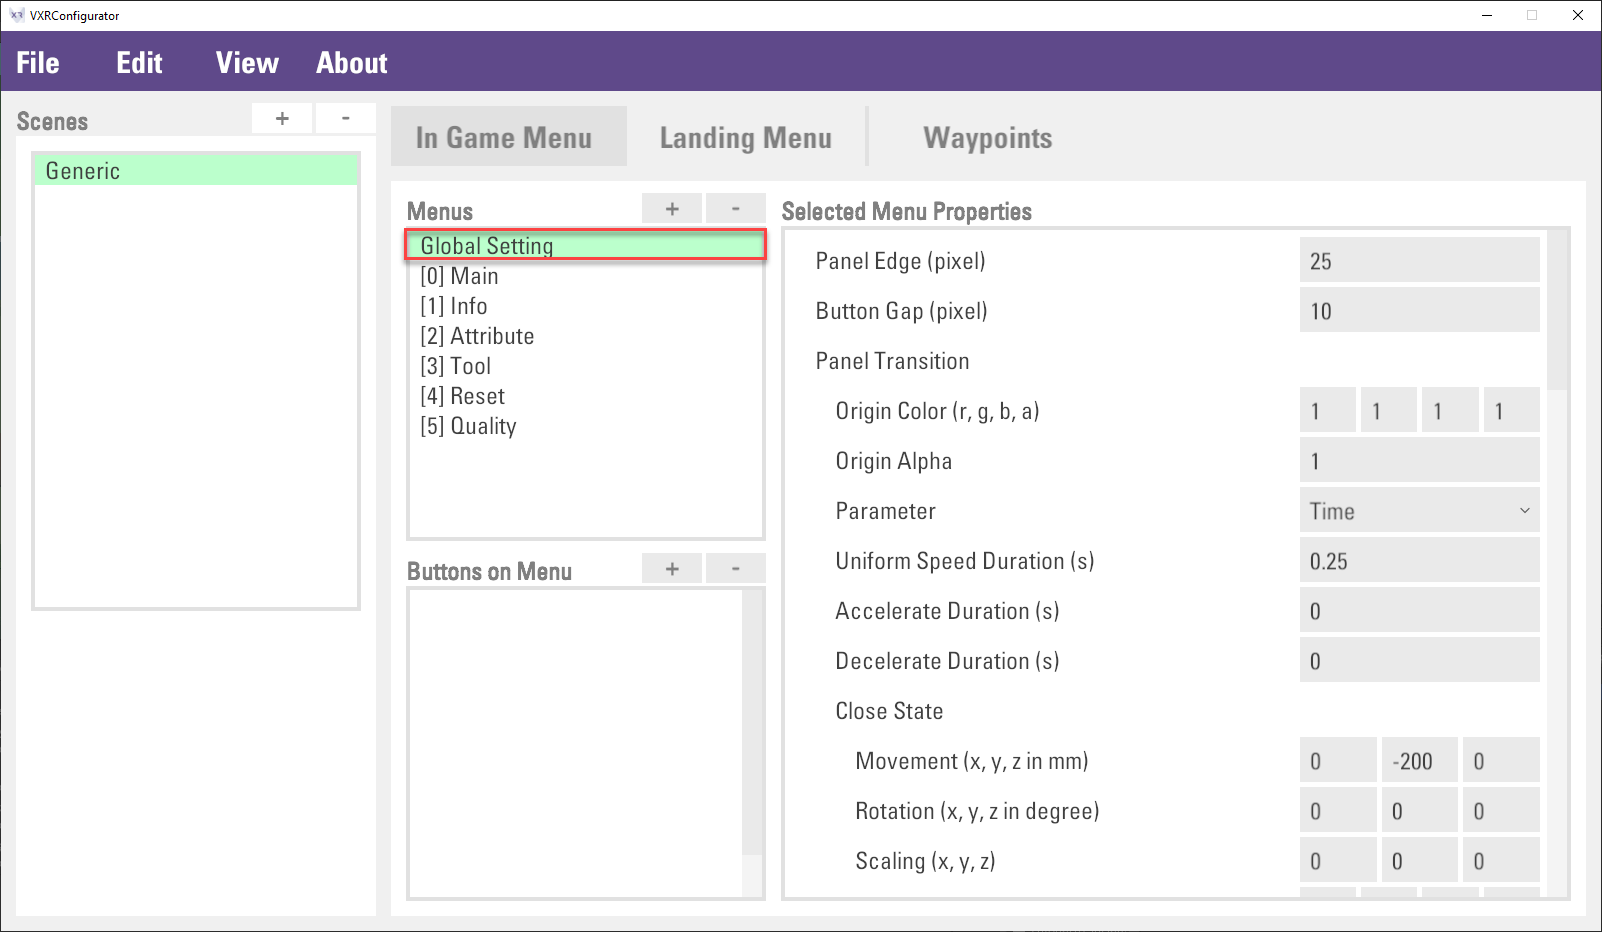 VXRConfigurator
File Edit View About
Scenes + -
Generic
In Game Menu Landing Menu Waypoints
Menus + -
Global Setting
[0] Main
[1] Info
[2] Attribute
[3] Tool
[4] Reset
[5] Quality
Buttons on Menu + -
Selected Menu Properties
Panel Edge (pixel) 25
Button Gap (pixel) 10
Panel Transition
Origin Color (r, g, b, a) 1 1 1 1
Origin Alpha 1
Parameter Time
Uniform Speed Duration (s) 0.25
Accelerate Duration (s) 0
Decelerate Duration (s) 0
Close State
Movement (x, y, z in mm) 0 -200 0
Rotation (x, y, z in degree) 0 0 0
Scaling (x, y, z) 0 0 0